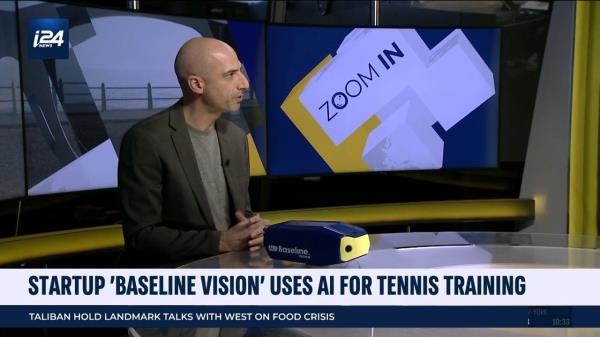 i24
NEWS
ZOOM IN
Baseline
STARTUP 'BASELINE VISION' USES AI FOR TENNIS TRAINING
YORK
TALIBAN HOLD LANDMARK TALKS WITH WEST ON FOOD CRISIS
10:33